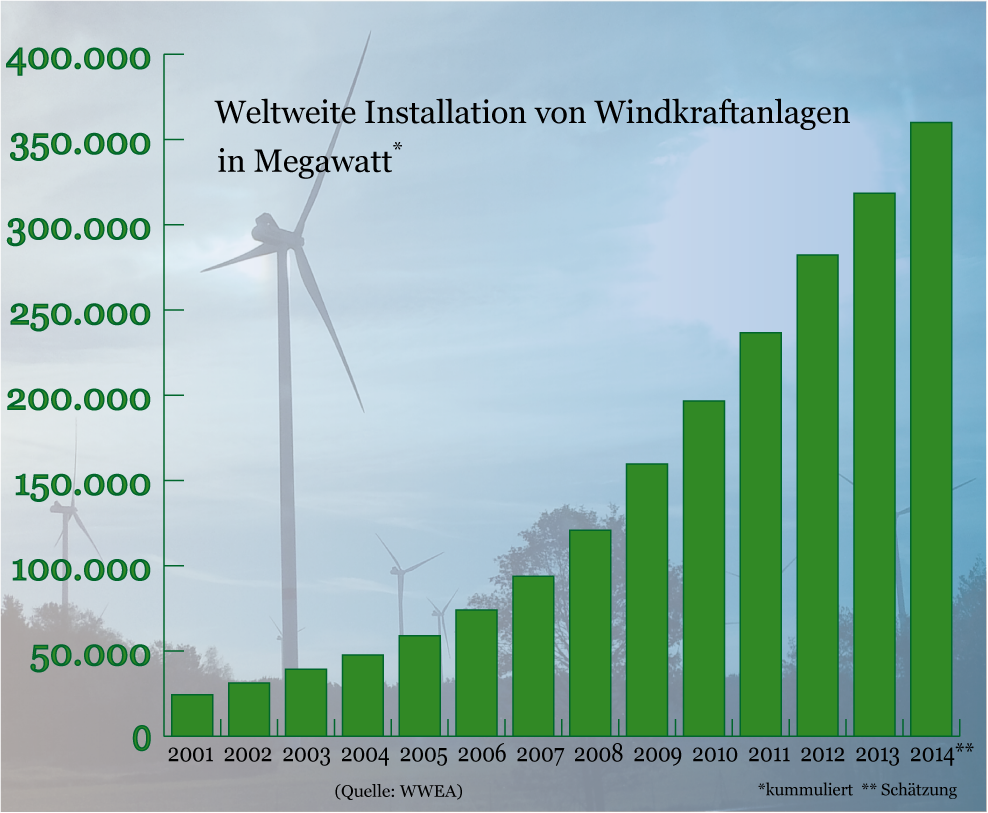 400.000
Weltweite Installation von Windkraftanlagen
in Megawatt*
350.000
300.000
250.000
200.000
150.000
100.000
50.000
0
2001 2002 2003 2004 2005 2006 2007 2008 2009 2010 2011 2012 2013 2014**
(Quelle: WWEA) *kummuliert ** Schätzung